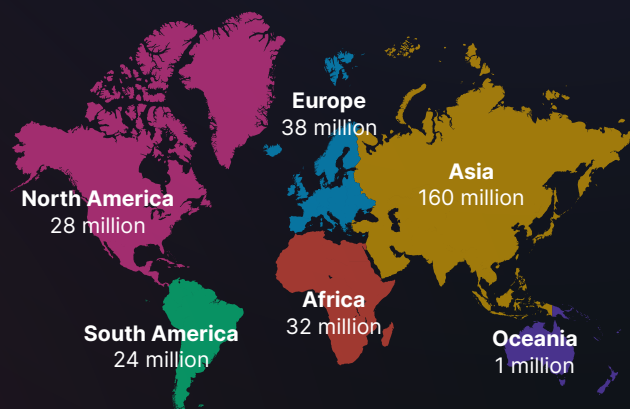 Europe
38 million
Asia
160 million
North America
28 million
Africa
32 million
South America
24 million
Oceania
1 million